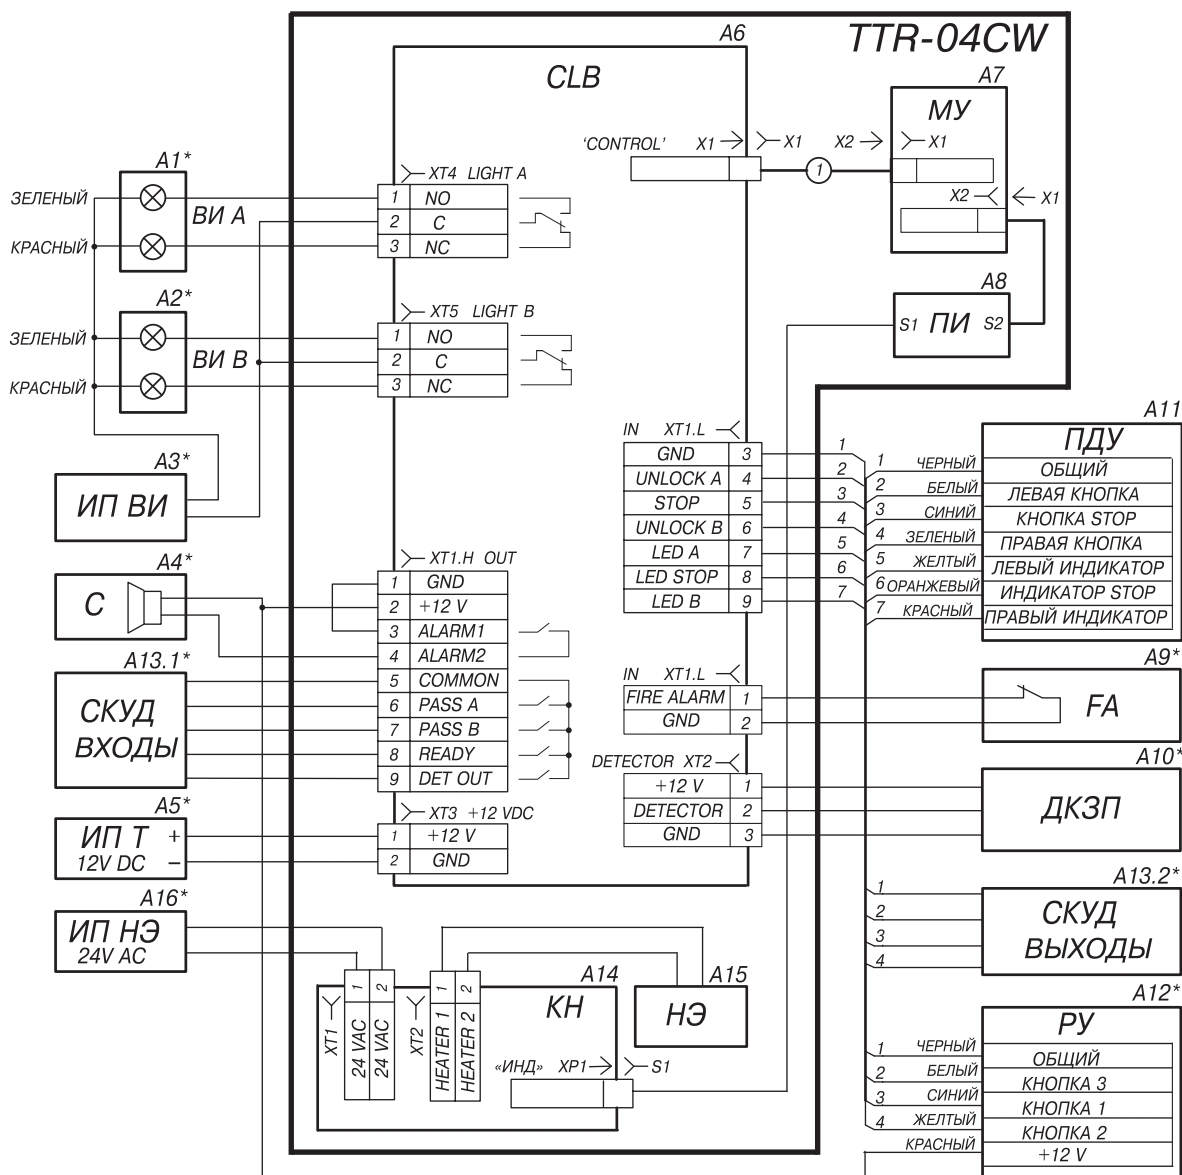 TTR-04CW
A6
CLB
'CONTROL' X1 X1 X2 X1
1
A7
МУ
X2 X1
A8
S1 ПИ S2
A1*
ЗЕЛЕНЫЙ
КРАСНЫЙ
ВИ А
XT4 LIGHT A
1 NO
2 C
3 NC
A2*
ЗЕЛЕНЫЙ
КРАСНЫЙ
ВИ В
XT5 LIGHT B
1 NO
2 C
3 NC
A3*
ИП ВИ
A4*
С
XT1.H OUT
1 GND
2 +12 V
3 ALARM1
4 ALARM2
5 COMMON
6 PASS A
7 PASS B
8 READY
9 DET OUT
A13.1*
СКУД
ВХОДЫ
A5*
ИП Т +
12V DC −
XT3 +12 VDC
1 +12 V
2 GND
A16*
ИП НЭ
24V AC
IN XT1.L
GND 3
UNLOCK A 4
STOP 5
UNLOCK B 6
LED A 7
LED STOP 8
LED B 9
1
2
3
4
5
6
7
A11
ПДУ
1 ЧЕРНЫЙ ОБЩИЙ
2 БЕЛЫЙ ЛЕВАЯ КНОПКА
3 СИНИЙ КНОПКА STOP
4 ЗЕЛЕНЫЙ ПРАВАЯ КНОПКА
5 ЖЕЛТЫЙ ЛЕВЫЙ ИНДИКАТОР
6 ОРАНЖЕВЫЙ ИНДИКАТОР STOP
7 КРАСНЫЙ ПРАВЫЙ ИНДИКАТОР
IN XT1.L
FIRE ALARM 1
GND 2
A9*
FA
DETECTOR XT2
+12 V 1
DETECTOR 2
GND 3
A10*
ДКЗП
A13.2*
1
2
3
4
СКУД
ВЫХОДЫ
A14
КН
XT1
1 24 VAC
2 24 VAC
XT2
1 HEATER 1
2 HEATER 2
«ИНД» XP1 S1
A15
НЭ
A12*
РУ
1 ЧЕРНЫЙ ОБЩИЙ
2 БЕЛЫЙ КНОПКА 3
3 СИНИЙ КНОПКА 1
4 ЖЕЛТЫЙ КНОПКА 2
КРАСНЫЙ +12 V